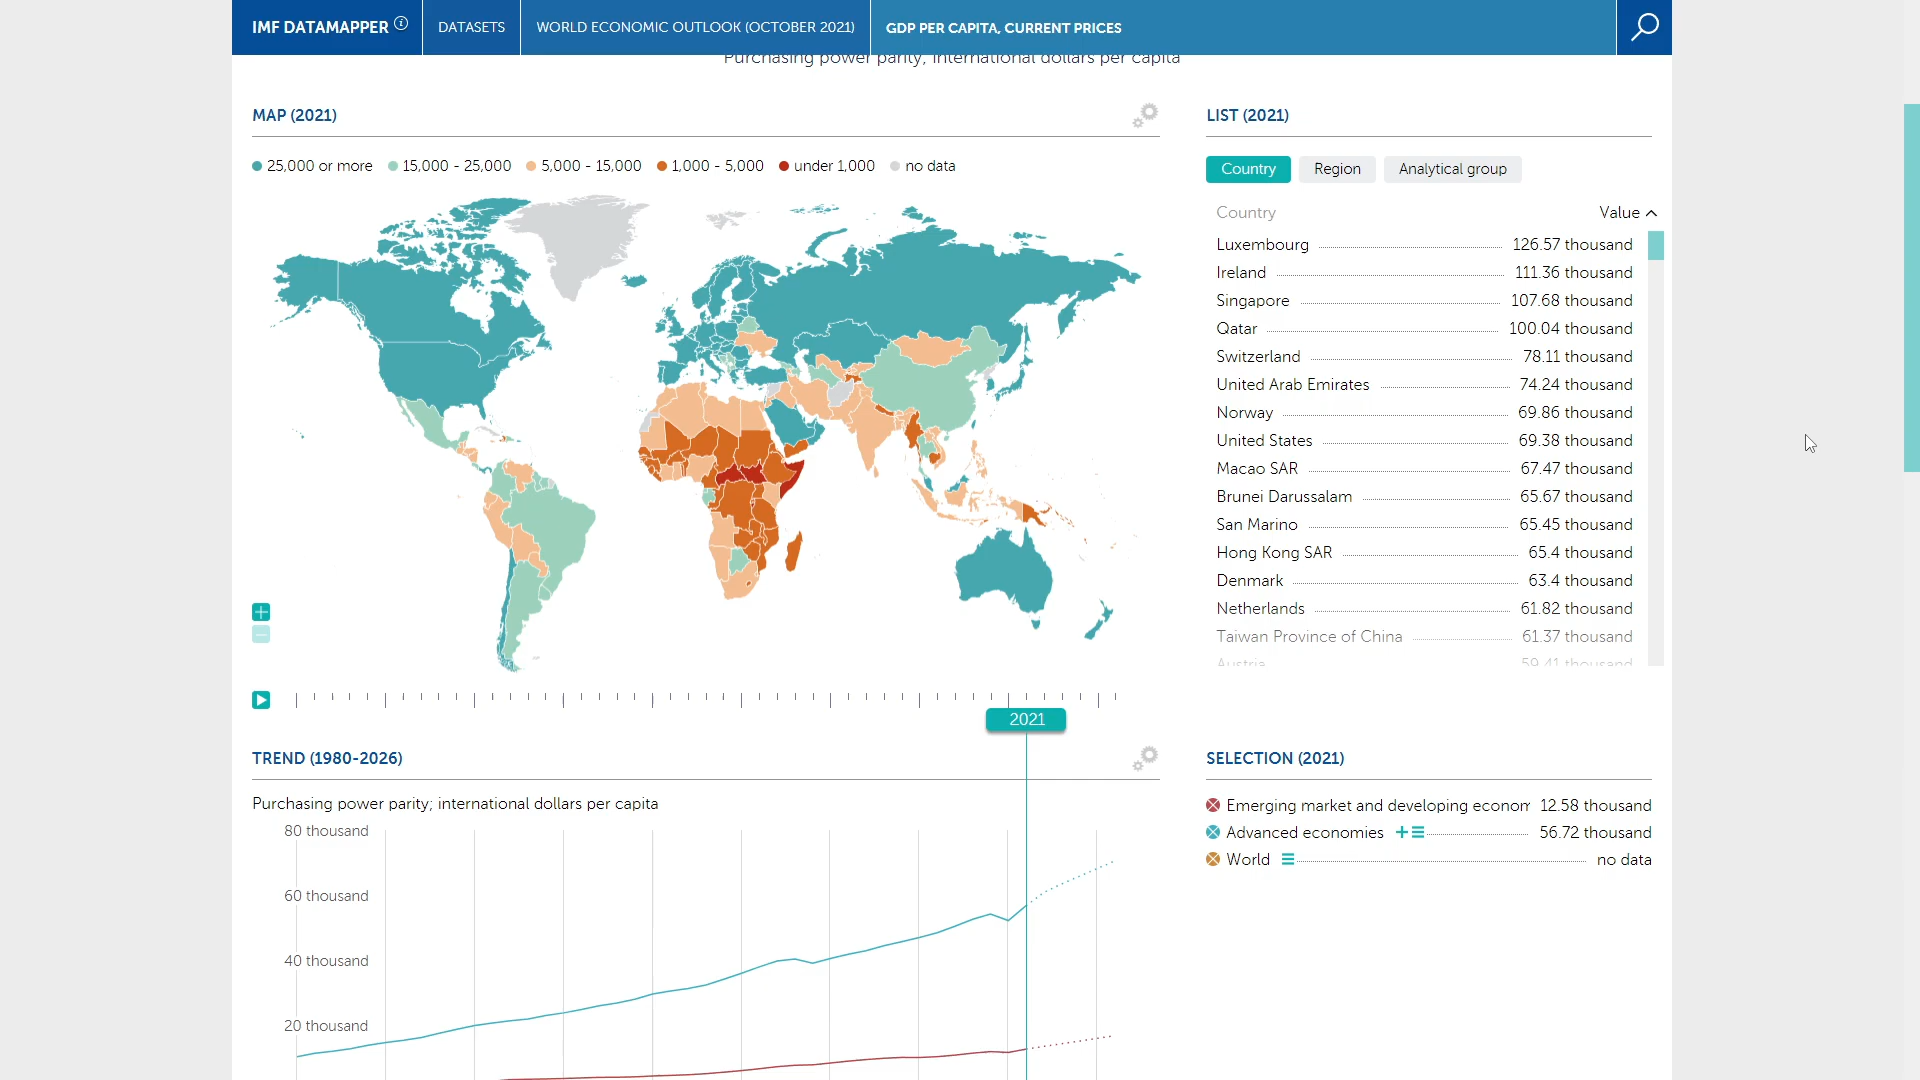 IMF DATAMAPPER
DATASETS
WORLD ECONOMIC OUTLOOK (OCTOBER 2021)
GDP PER CAPITA, CURRENT PRICES
Purchasing power parity; international dollars per capita
MAP (2021)
25,000 or more
15,000 - 25,000
5,000 - 15,000
1,000 - 5,000
under 1,000
no data
2021
LIST (2021)
Country Region Analytical group
Country Value
Luxembourg 126.57 thousand
Ireland 111.36 thousand
Singapore 107.68 thousand
Qatar 100.04 thousand
Switzerland 78.11 thousand
United Arab Emirates 74.24 thousand
Norway 69.86 thousand
United States 69.38 thousand
Macao SAR 67.47 thousand
Brunei Darussalam 65.67 thousand
San Marino 65.45 thousand
Hong Kong SAR 65.4 thousand
Denmark 63.4 thousand
Netherlands 61.82 thousand
Taiwan Province of China 61.37 thousand
Austria 59.41 thousand
TREND (1980-2026)
Purchasing power parity; international dollars per capita
80 thousand
60 thousand
40 thousand
20 thousand
SELECTION (2021)
Emerging market and developing econom 12.58 thousand
Advanced economies 56.72 thousand
World no data